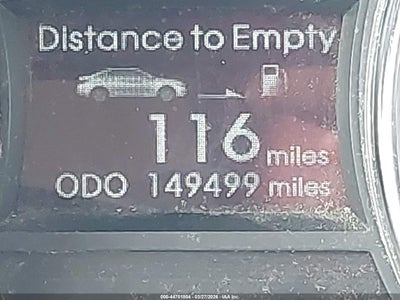 Distance to Empty
116 miles
ODO 149499 miles